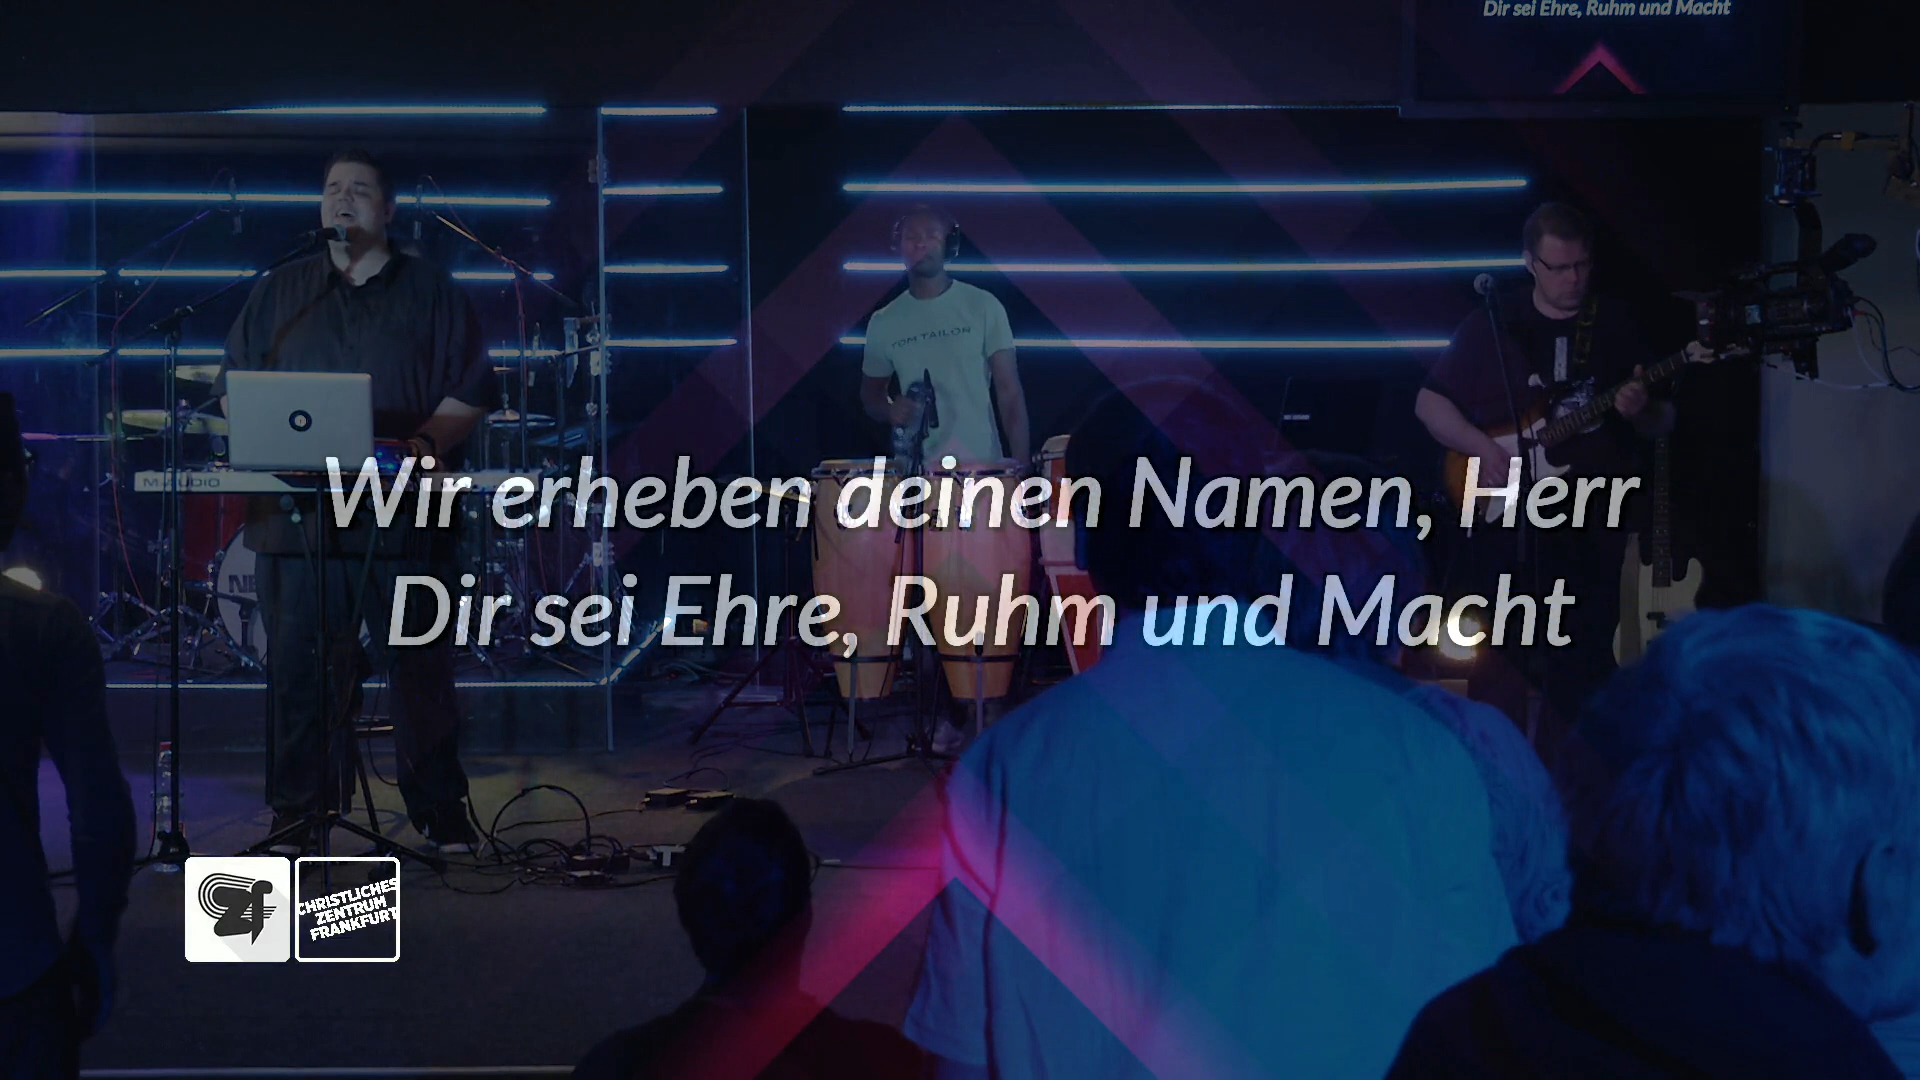 Dir sei Ehre, Ruhm und Macht
TOM TAILOR
M-AUDIO
Wir erheben deinen Namen, Herr
Dir sei Ehre, Ruhm und Macht
czf
CHRISTLICHES
ZENTRUM
FRANKFURT